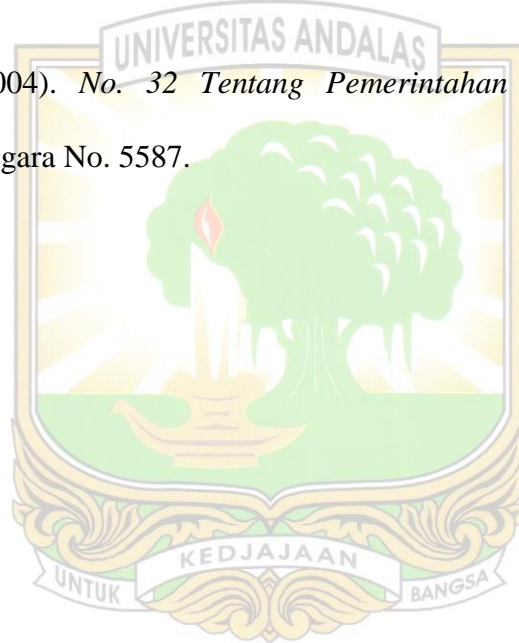 UNIVERSITAS ANDALAS
004). No. 32 Tentang Pemerintahan
gara No. 5587.
KEDJAJAAN
UNTUK BANGSA